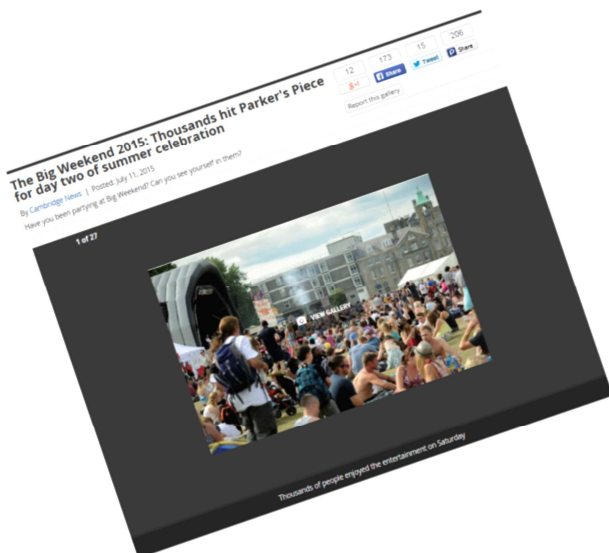 The Big Weekend 2015: Thousands hit Parker's Piece
for day two of summer celebration
12
173
15
206
g+1
Share
Tweet
Share
Report this gallery
By Cambridge News | Posted: July 11, 2015
Have you been partying at Big Weekend? Can you see yourself in them?
1 of 27
VIEW GALLERY
Thousands of people enjoyed the entertainment on Saturday